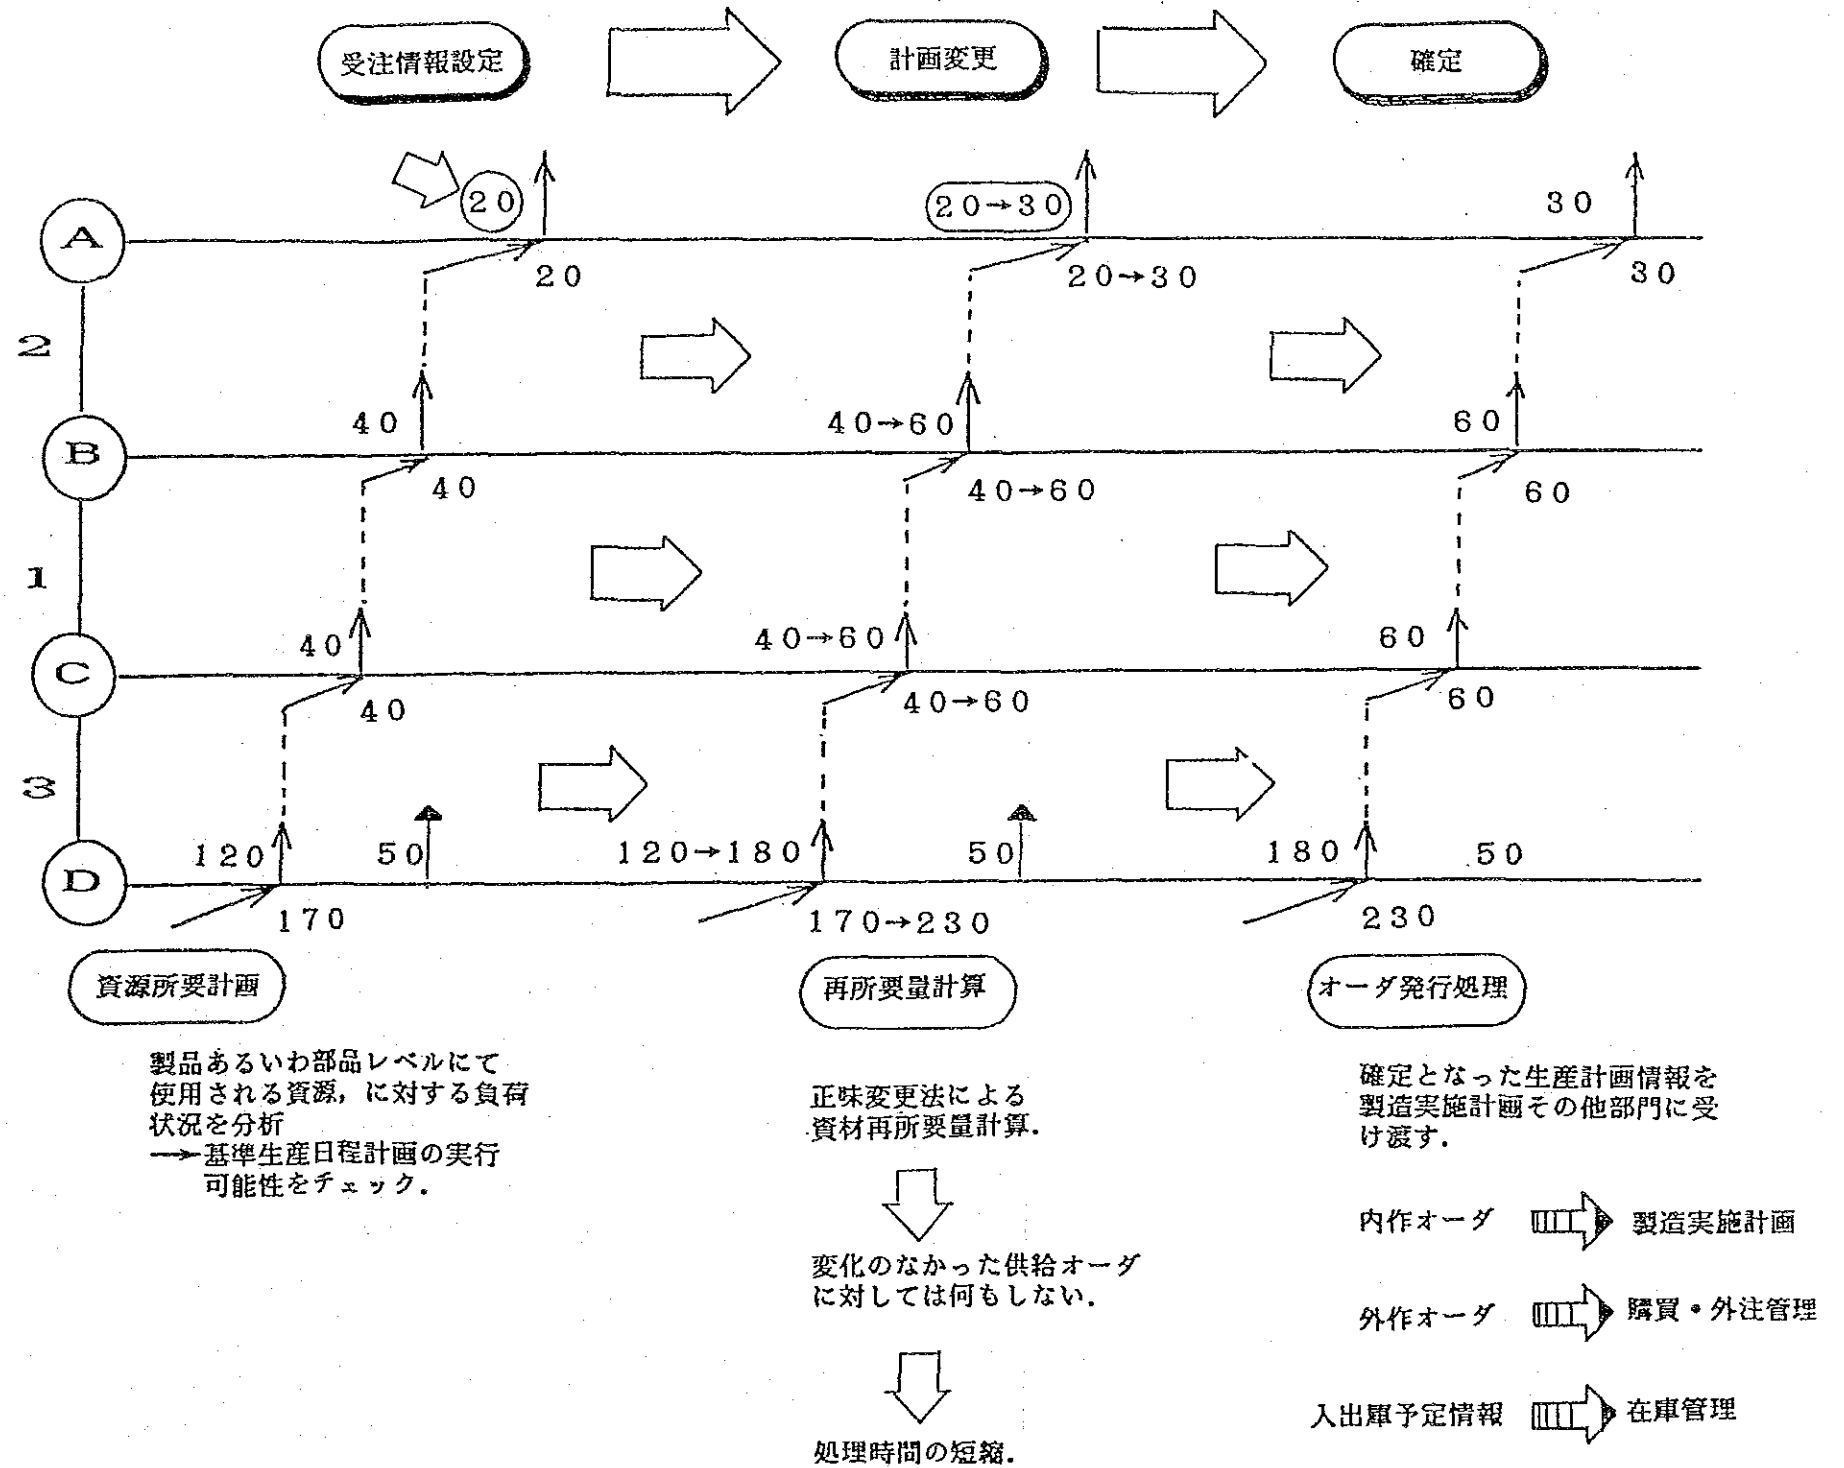 受注情報設定
計画変更
確定
20
20→30
30
A
20
20→30
30
2
40
40→60
60
B
40
40→60
60
1
40
40→60
60
C
40
40→60
60
3
120
50
120→180
50
180
50
D
170
170→230
230
資源所要計画
製品あるいわ部品レベルにて
使用される資源,に対する負荷
状況を分析
→基準生産日程計画の実行
可能性をチェック.
再所要量計算
正味変更法による
資材再所要量計算.
変化のなかった供給オーダ
に対しては何もしない.
処理時間の短縮.
オーダ発行処理
確定となった生産計画情報を
製造実施計画その他部門に受
け渡す.
内作オーダ 製造実施計画
外作オーダ 購買・外注管理
入出庫予定情報 在庫管理